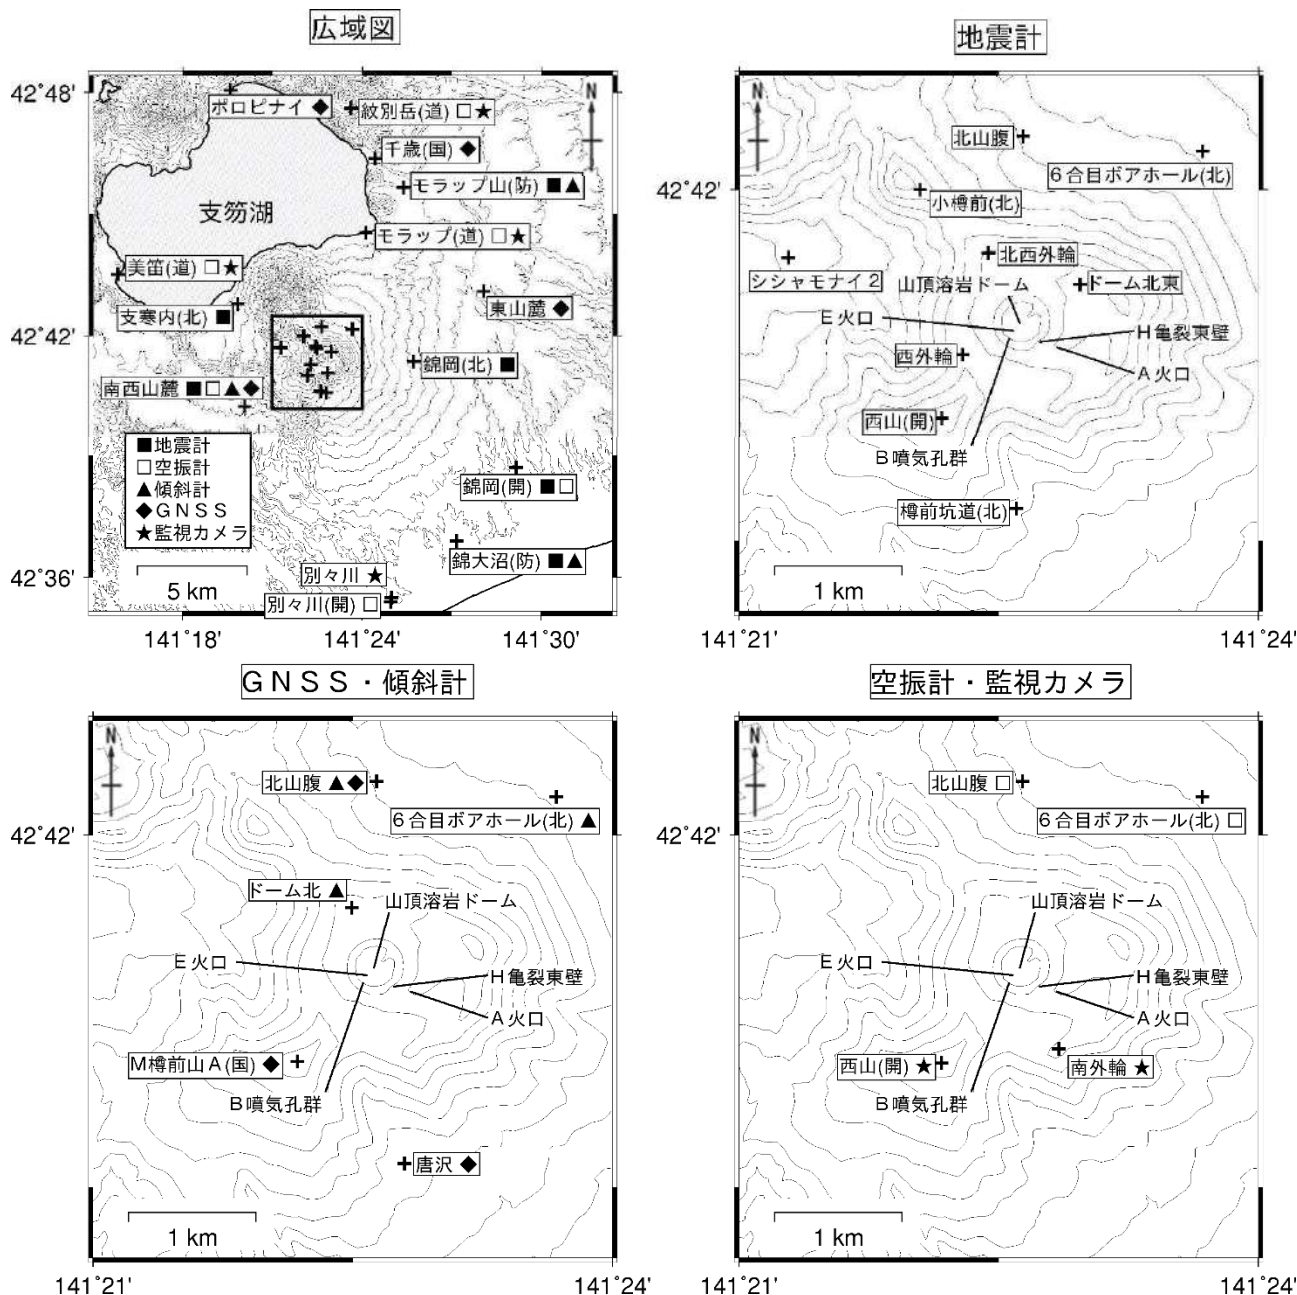 広域図
42˚48'
N
ポロピナイ ◆
紋別岳(道) □★
千歳(国) ◆
モラップ山(防) ■▲
支笏湖
モラップ(道) □★
美笛(道) □★
東山麓 ◆
支寒内(北) ■
42˚42'
錦岡(北) ■
南西山麓 ■□▲◆
■地震計
□空振計
▲傾斜計
◆GNSS
★監視カメラ
錦岡(開) ■□
錦大沼(防) ■▲
42˚36'
5 km
別々川 ★
別々川(開) □
141˚18'
141˚24'
141˚30'
地震計
N
北山腹
6合目ボアホール(北)
42˚42'
小樽前(北)
シシャモナイ2
北西外輪
山頂溶岩ドーム
ドーム北東
E火口
H亀裂東壁
西外輪
A火口
西山(開)
B噴気孔群
樽前坑道(北)
1 km
141˚21'
141˚24'
GNSS・傾斜計
N
北山腹 ▲◆
6合目ボアホール(北) ▲
42˚42'
ドーム北 ▲
山頂溶岩ドーム
E火口
H亀裂東壁
A火口
M樽前山A(国) ◆
B噴気孔群
唐沢 ◆
1 km
141˚21'
141˚24'
空振計・監視カメラ
N
北山腹 □
6合目ボアホール(北) □
42˚42'
山頂溶岩ドーム
E火口
H亀裂東壁
A火口
西山(開) ★
南外輪 ★
B噴気孔群
1 km
141˚21'
141˚24'